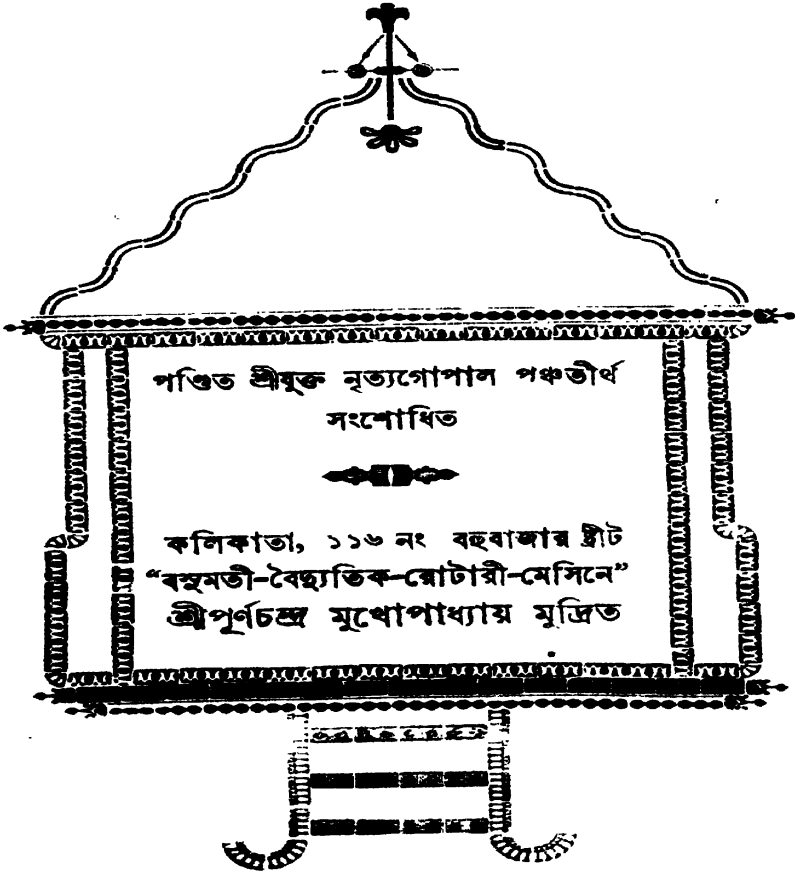 পণ্ডিত শ্রীযুক্ত নৃত্যগোপাল পঞ্চতীর্থ
সংশোধিত
কলিকাতা, ১১৬ নং বহুবাজার ষ্ট্রীট
“বসুমতী-বৈদ্যুতিক-রোটারী-মেসিনে”
শ্রীপূর্ণচন্দ্র মুখোপাধ্যায় মুদ্রিত